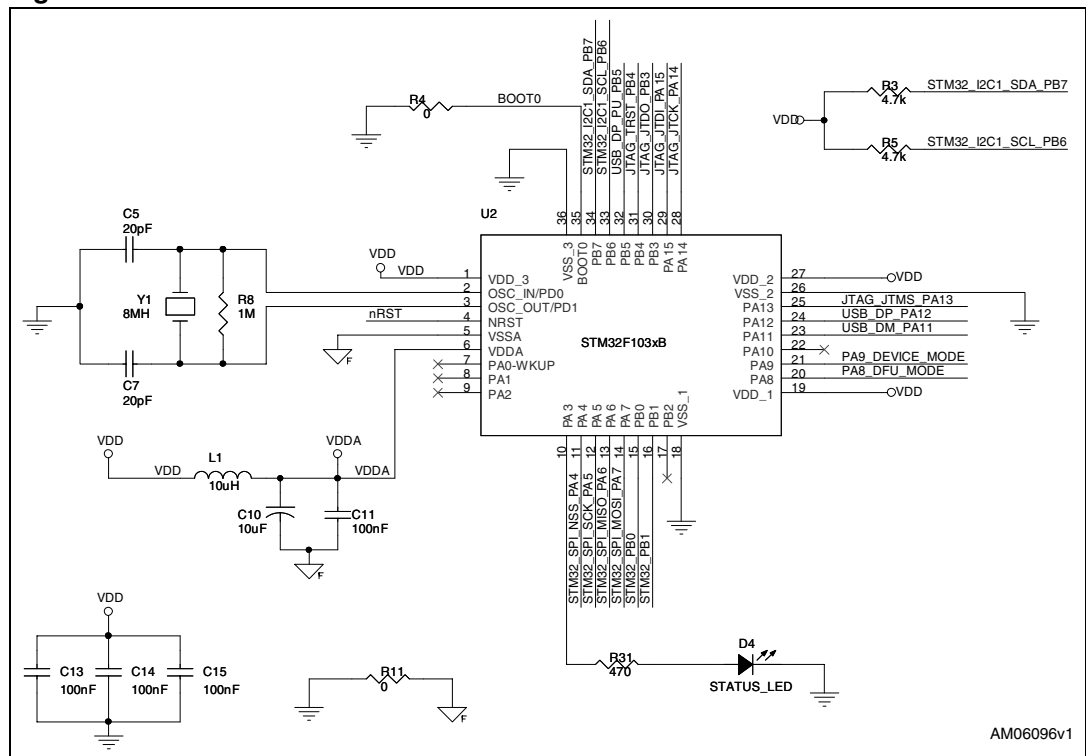 R4
0
BOOT0
STM32_I2C1_SDA_PB7
STM32_I2C1_SCL_PB6
USB_DP_PU_PB5
JTAG_TRST_PB4
JTAG_JTDO_PB3
JTAG_JTDI_PA15
JTAG_JTCK_PA14
VDD
R3
4.7k
STM32_I2C1_SDA_PB7
R5
4.7k
STM32_I2C1_SCL_PB6
C5
20pF
Y1
8MH
R8
1M
C7
20pF
U2
36
35
34
33
32
31
30
29
28
VSS_3
BOOT0
PB7
PB6
PB5
PB4
PB3
PA15
PA14
VDD
VDD
1
VDD_3
2
OSC_IN/PD0
3
OSC_OUT/PD1
nRST
4
NRST
5
VSSA
F
6
VDDA
7
PA0-WKUP
8
PA1
9
PA2
STM32F103xB
VDD_2
27
VDD
VSS_2
26
PA13
25
JTAG_JTMS_PA13
PA12
24
USB_DP_PA12
PA11
23
USB_DM_PA11
PA10
22
PA9
21
PA9_DEVICE_MODE
PA8
20
PA8_DFU_MODE
VDD_1
19
VDD
PA3
PA4
PA5
PA6
PA7
PB0
PB1
PB2
VSS_1
10
11
12
13
14
15
16
17
18
STM32_SPI_NSS_PA4
STM32_SPI_SCK_PA5
STM32_SPI_MISO_PA6
STM32_SPI_MOSI_PA7
STM32_PB0
STM32_PB1
VDD
VDD
L1
10uH
VDDA
VDDA
C10
10uF
C11
100nF
F
VDD
C13
100nF
C14
100nF
C15
100nF
R11
0
F
R31
470
D4
STATUS_LED
AM06096v1